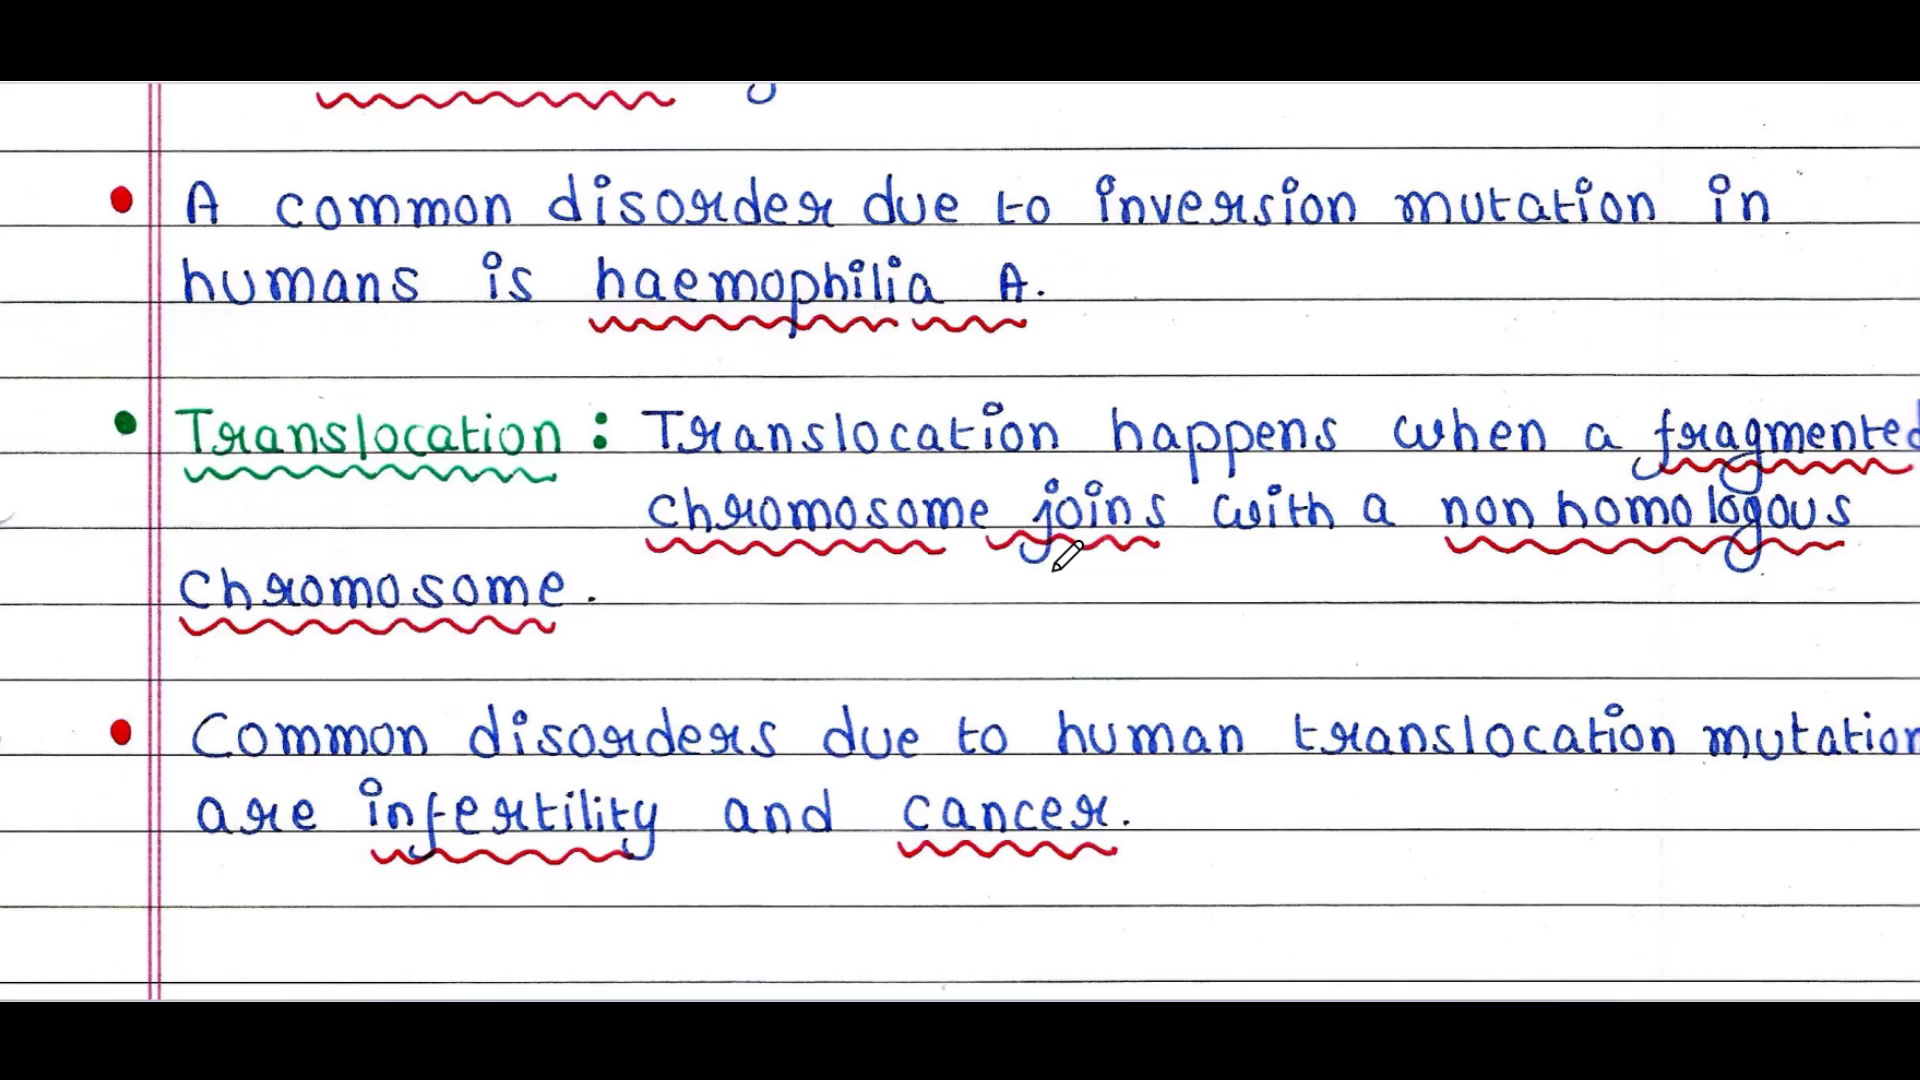 A common disorder due to inversion mutation in
humans is haemophilia A.
Translocation : Translocation happens when a fragmented
chromosome joins with a non homologous
chromosome.
Common disorders due to human translocation mutation
are infertility and cancer.